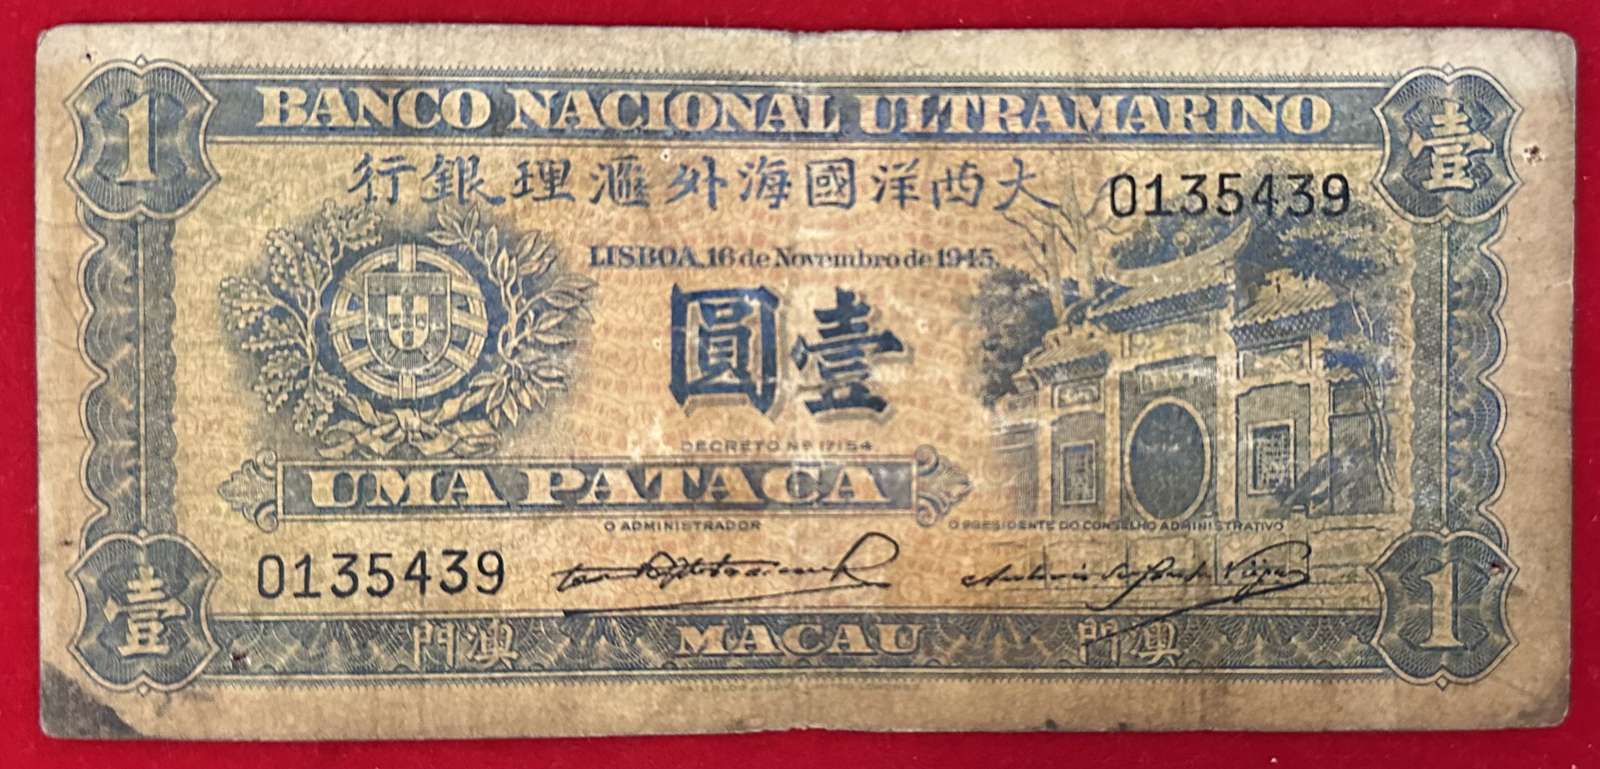 1 BANCO NACIONAL ULTRAMARINO 壹
大西洋國海外滙理銀行
0135439
LISBOA, 16 de Novembro de 1945.
壹圓
DECRETO Nº 17154
UMA PATACA
O ADMINISTRADOR
O PRESIDENTE DO CONSELHO ADMINISTRATIVO
0135439
壹 澳門 MACAU 澳門 1